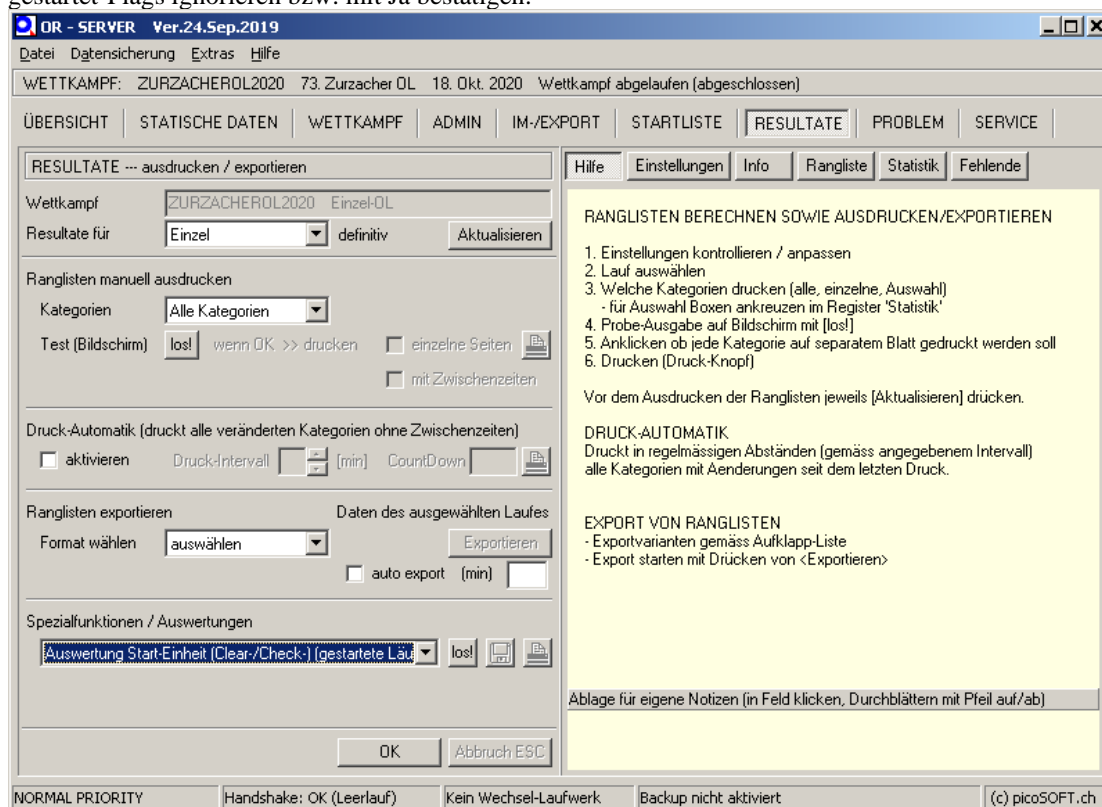 gestartet-Flags ignorieren bzw. mit Ja bestätigen.
OR - SERVER Ver.24.Sep.2019
Datei Datensicherung Extras Hilfe
WETTKAMPF: ZURZACHEROL2020 73. Zurzacher OL 18. Okt. 2020 Wettkampf abgelaufen (abgeschlossen)
ÜBERSICHT STATISCHE DATEN WETTKAMPF ADMIN IM-/EXPORT STARTLISTE RESULTATE PROBLEM SERVICE
RESULTATE --- ausdrucken / exportieren
Wettkampf ZURZACHEROL2020 Einzel-OL
Resultate für Einzel definitiv Aktualisieren
Ranglisten manuell ausdrucken
Kategorien Alle Kategorien
Test (Bildschirm) los! wenn OK >> drucken einzelne Seiten
mit Zwischenzeiten
Druck-Automatik (druckt alle veränderten Kategorien ohne Zwischenzeiten)
aktivieren Druck-Intervall [min] CountDown
Ranglisten exportieren Daten des ausgewählten Laufes
Format wählen auswählen Exportieren
auto export (min)
Spezialfunktionen / Auswertungen
Auswertung Start-Einheit (Clear-/Check-) (gestartete Läu los!
OK Abbruch ESC
Hilfe Einstellungen Info Rangliste Statistik Fehlende
RANGLISTEN BERECHNEN SOWIE AUSDRUCKEN/EXPORTIEREN
1. Einstellungen kontrollieren / anpassen
2. Lauf auswählen
3. Welche Kategorien drucken (alle, einzelne, Auswahl)
- für Auswahl Boxen ankreuzen im Register 'Statistik'
4. Probe-Ausgabe auf Bildschirm mit [los!]
5. Anklicken ob jede Kategorie auf separatem Blatt gedruckt werden soll
6. Drucken (Druck-Knopf)
Vor dem Ausdrucken der Ranglisten jeweils [Aktualisieren] drücken.
DRUCK-AUTOMATIK
Druckt in regelmässigen Abständen (gemäss angegebenem Intervall)
alle Kategorien mit Aenderungen seit dem letzten Druck.
EXPORT VON RANGLISTEN
- Exportvarianten gemäss Aufklapp-Liste
- Export starten mit Drücken von <Exportieren>
Ablage für eigene Notizen (in Feld klicken, Durchblättern mit Pfeil auf/ab)
NORMAL PRIORITY Handshake: OK (Leerlauf) Kein Wechsel-Laufwerk Backup nicht aktiviert (c) picoSOFT.ch